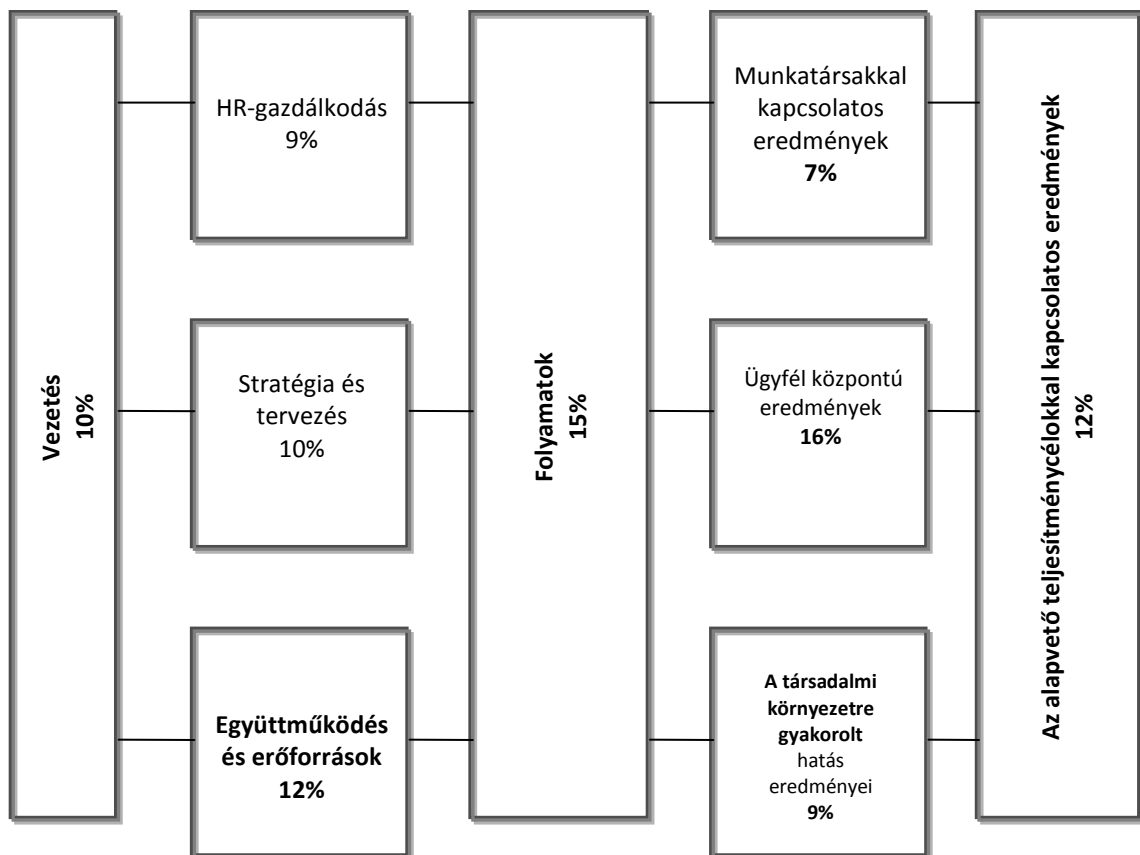 Vezetés
10%
HR-gazdálkodás
9%
Stratégia és
tervezés
10%
Együttműködés
és erőforrások
12%
Folyamatok
15%
Munkatársakkal
kapcsolatos
eredmények
7%
Ügyfél központú
eredmények
16%
A társadalmi
környezetre
gyakorolt
hatás
eredményei
9%
Az alapvető teljesítménycélokkal kapcsolatos eredmények
12%